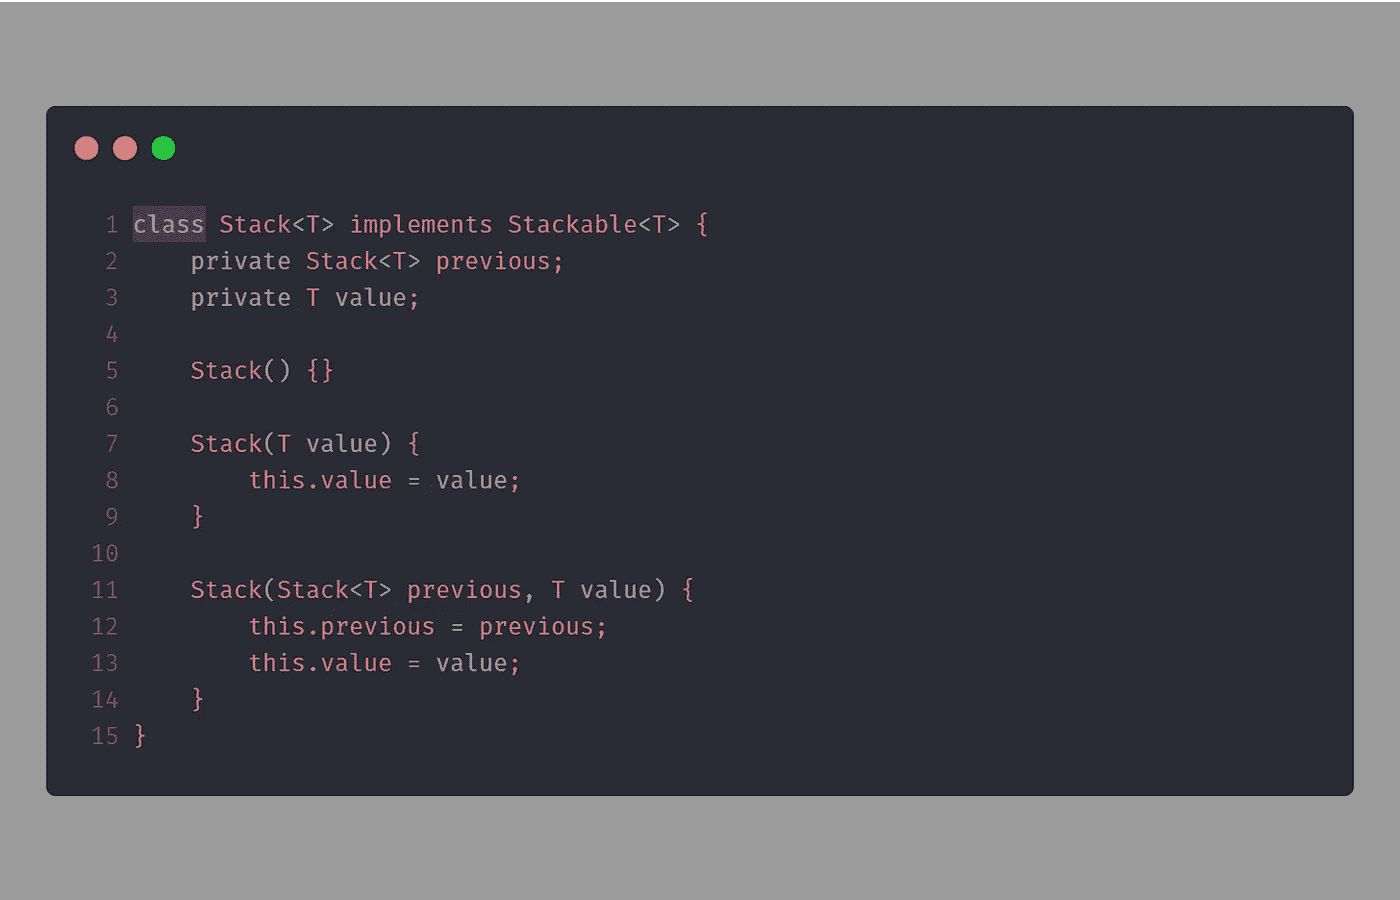 1 class Stack<T> implements Stackable<T> {
2     private Stack<T> previous;
3     private T value;
4
5     Stack() {}
6
7     Stack(T value) {
8         this.value = value;
9     }
10
11     Stack(Stack<T> previous, T value) {
12         this.previous = previous;
13         this.value = value;
14     }
15 }